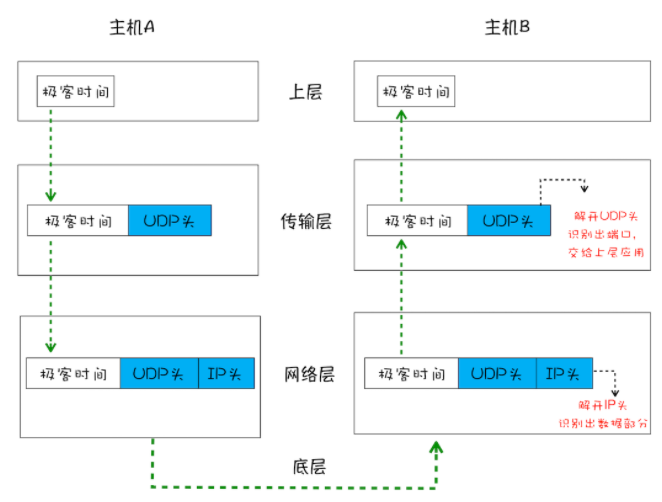 主机A
主机B
极客时间
上层
极客时间
极客时间
UDP头
传输层
极客时间
UDP头
解开UDP头
识别出端口,
交给上层应用
极客时间
UDP头
IP头
网络层
极客时间
UDP头
IP头
解开IP头
识别出数据部分
底层